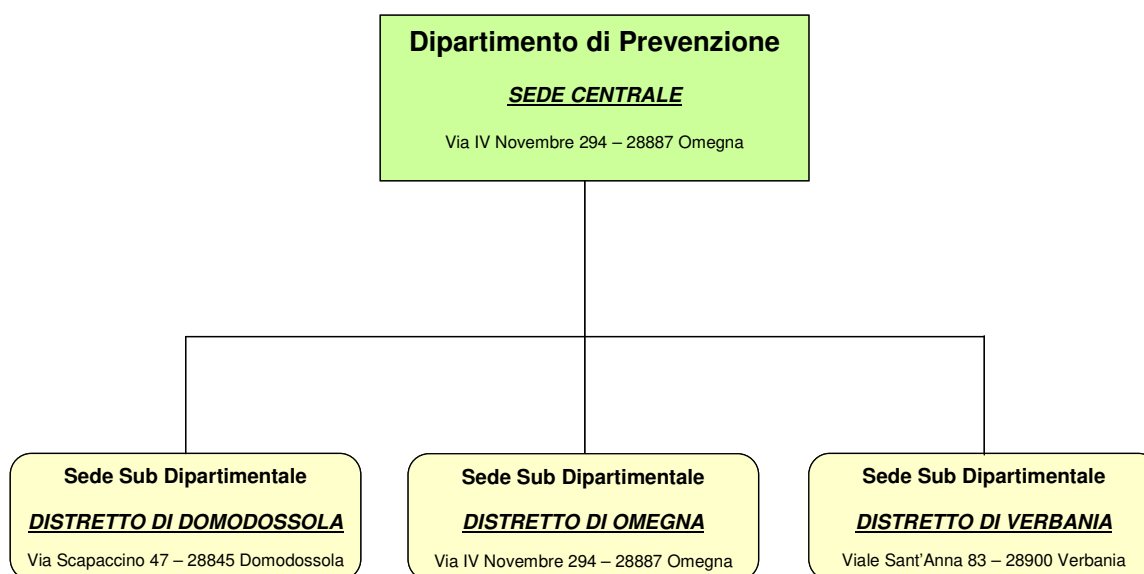 Dipartimento di Prevenzione
SEDE CENTRALE
Via IV Novembre 294 – 28887 Omegna
Sede Sub Dipartimentale
DISTRETTO DI DOMODOSSOLA
Via Scapaccino 47 – 28845 Domodossola
Sede Sub Dipartimentale
DISTRETTO DI OMEGNA
Via IV Novembre 294 – 28887 Omegna
Sede Sub Dipartimentale
DISTRETTO DI VERBANIA
Viale Sant'Anna 83 – 28900 Verbania